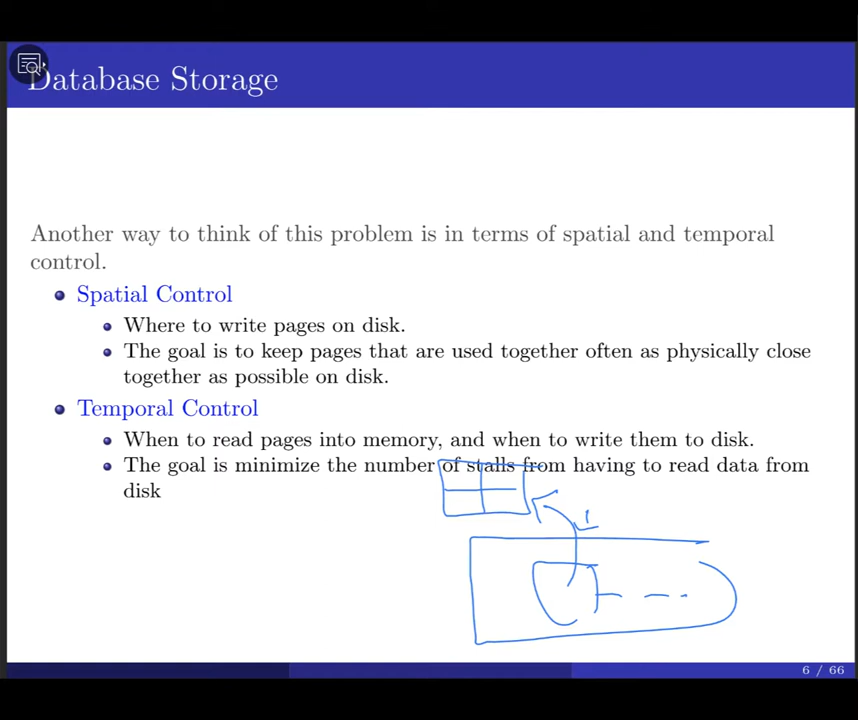 Database Storage
Another way to think of this problem is in terms of spatial and temporal
control.
Spatial Control
Where to write pages on disk.
The goal is to keep pages that are used together often as physically close
together as possible on disk.
Temporal Control
When to read pages into memory, and when to write them to disk.
The goal is minimize the number of stalls from having to read data from
disk
6 / 66